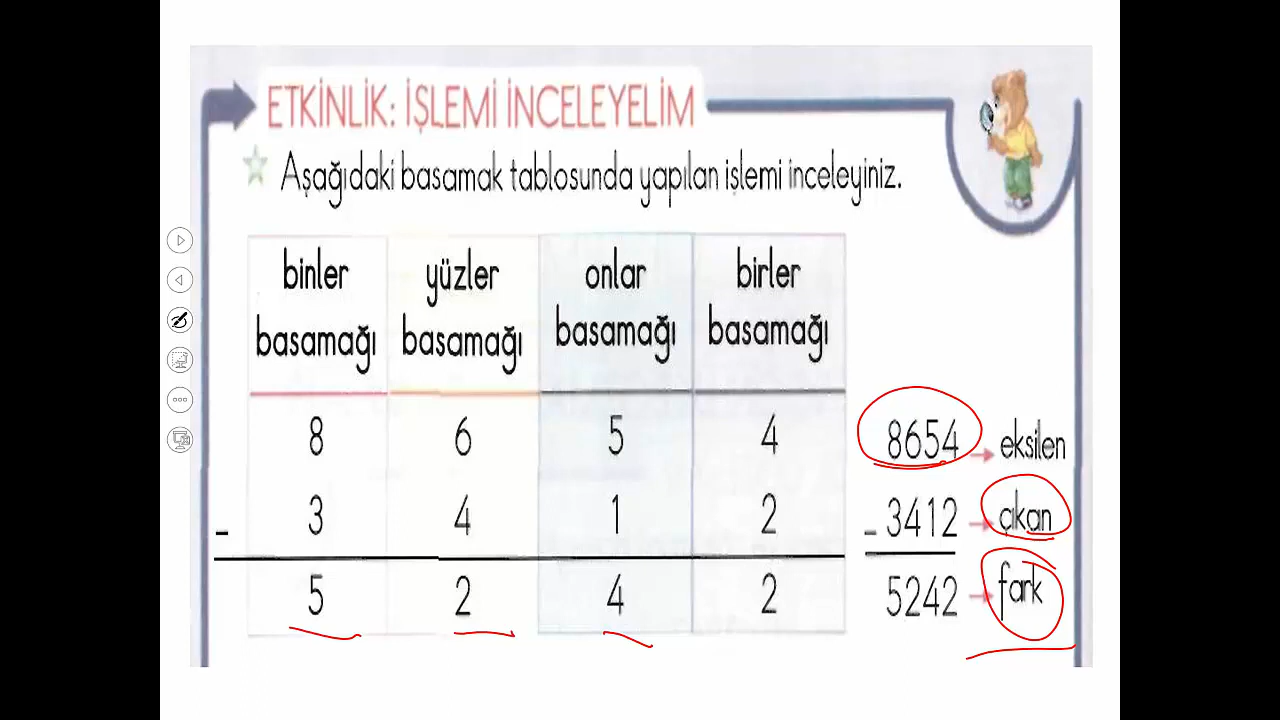 ETKİNLİK: İŞLEMİ İNCELEYELİM
Aşağıdaki basamak tablosunda yapılan işlemi inceleyiniz.
binler basamağı yüzler basamağı onlar basamağı birler basamağı
8 6 5 4
- 3 4 1 2
5 2 4 2
8654 → eksilen
- 3412 → çıkan
5242 → fark